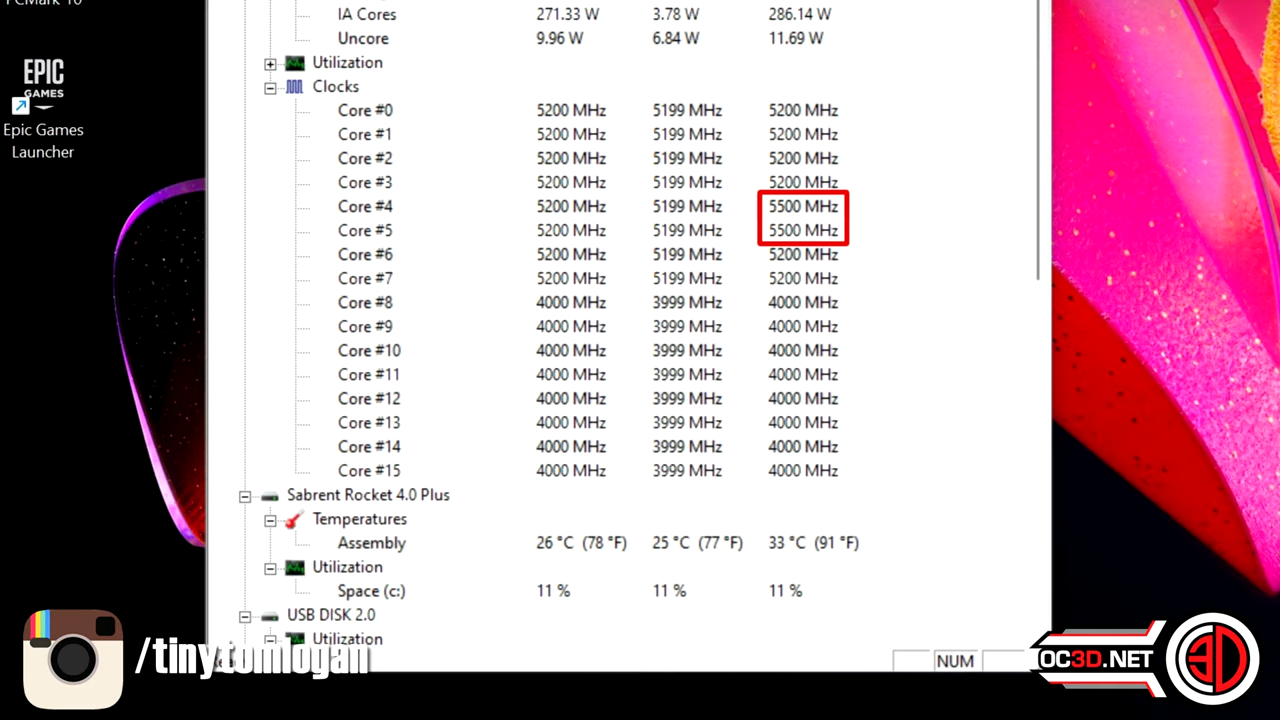 PCMark 10
EPIC
GAMES
Epic Games
Launcher
IA Cores 271.33 W 3.78 W 286.14 W
Uncore 9.96 W 6.84 W 11.69 W
Utilization
Clocks
Core #0 5200 MHz 5199 MHz 5200 MHz
Core #1 5200 MHz 5199 MHz 5200 MHz
Core #2 5200 MHz 5199 MHz 5200 MHz
Core #3 5200 MHz 5199 MHz 5200 MHz
Core #4 5200 MHz 5199 MHz 5500 MHz
Core #5 5200 MHz 5199 MHz 5500 MHz
Core #6 5200 MHz 5199 MHz 5200 MHz
Core #7 5200 MHz 5199 MHz 5200 MHz
Core #8 4000 MHz 3999 MHz 4000 MHz
Core #9 4000 MHz 3999 MHz 4000 MHz
Core #10 4000 MHz 3999 MHz 4000 MHz
Core #11 4000 MHz 3999 MHz 4000 MHz
Core #12 4000 MHz 3999 MHz 4000 MHz
Core #13 4000 MHz 3999 MHz 4000 MHz
Core #14 4000 MHz 3999 MHz 4000 MHz
Core #15 4000 MHz 3999 MHz 4000 MHz
Sabrent Rocket 4.0 Plus
Temperatures
Assembly 26 °C (78 °F) 25 °C (77 °F) 33 °C (91 °F)
Utilization
Space (c:) 11 % 11 % 11 %
USB DISK 2.0
Utilization
/tinytomlogan
NUM
OC3D.NET
3D